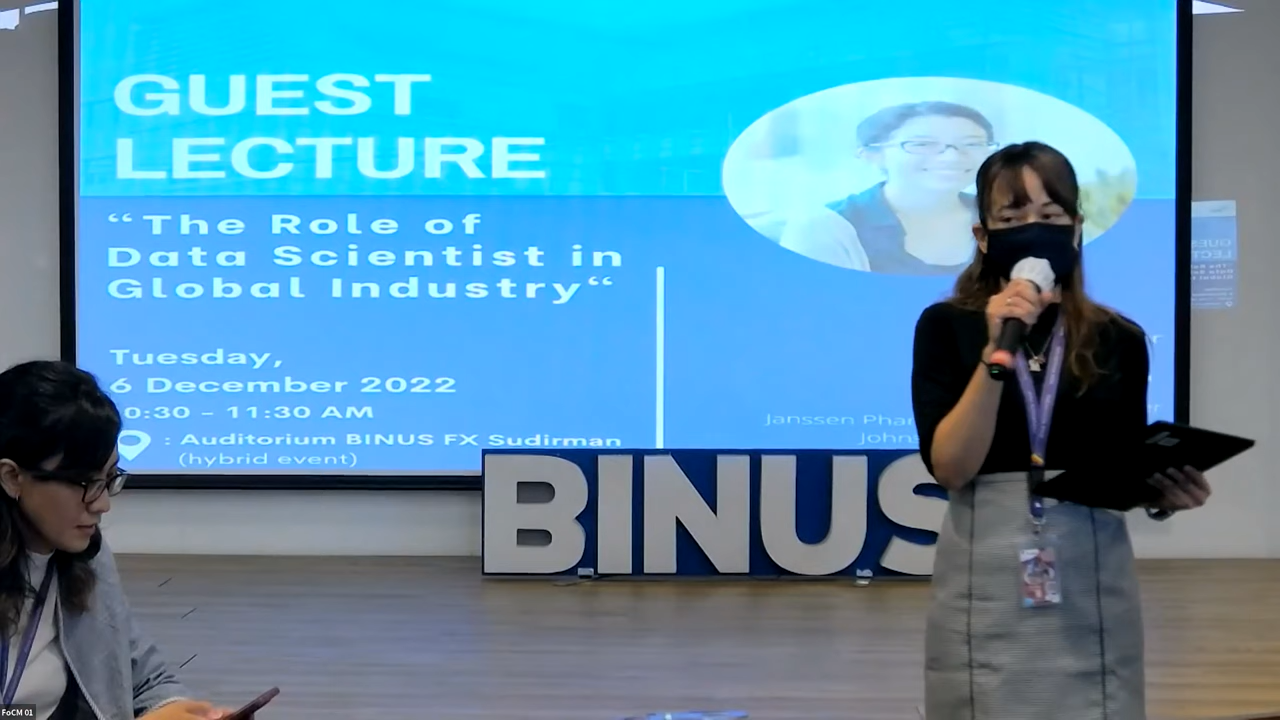 GUEST
LECTURE
“The Role of
Data Scientist in
Global Industry“
Tuesday,
6 December 2022
0:30 - 11:30 AM
: Auditorium BINUS FX Sudirman
(hybrid event)
Janssen Phar
John
BINUS
FoCM 01